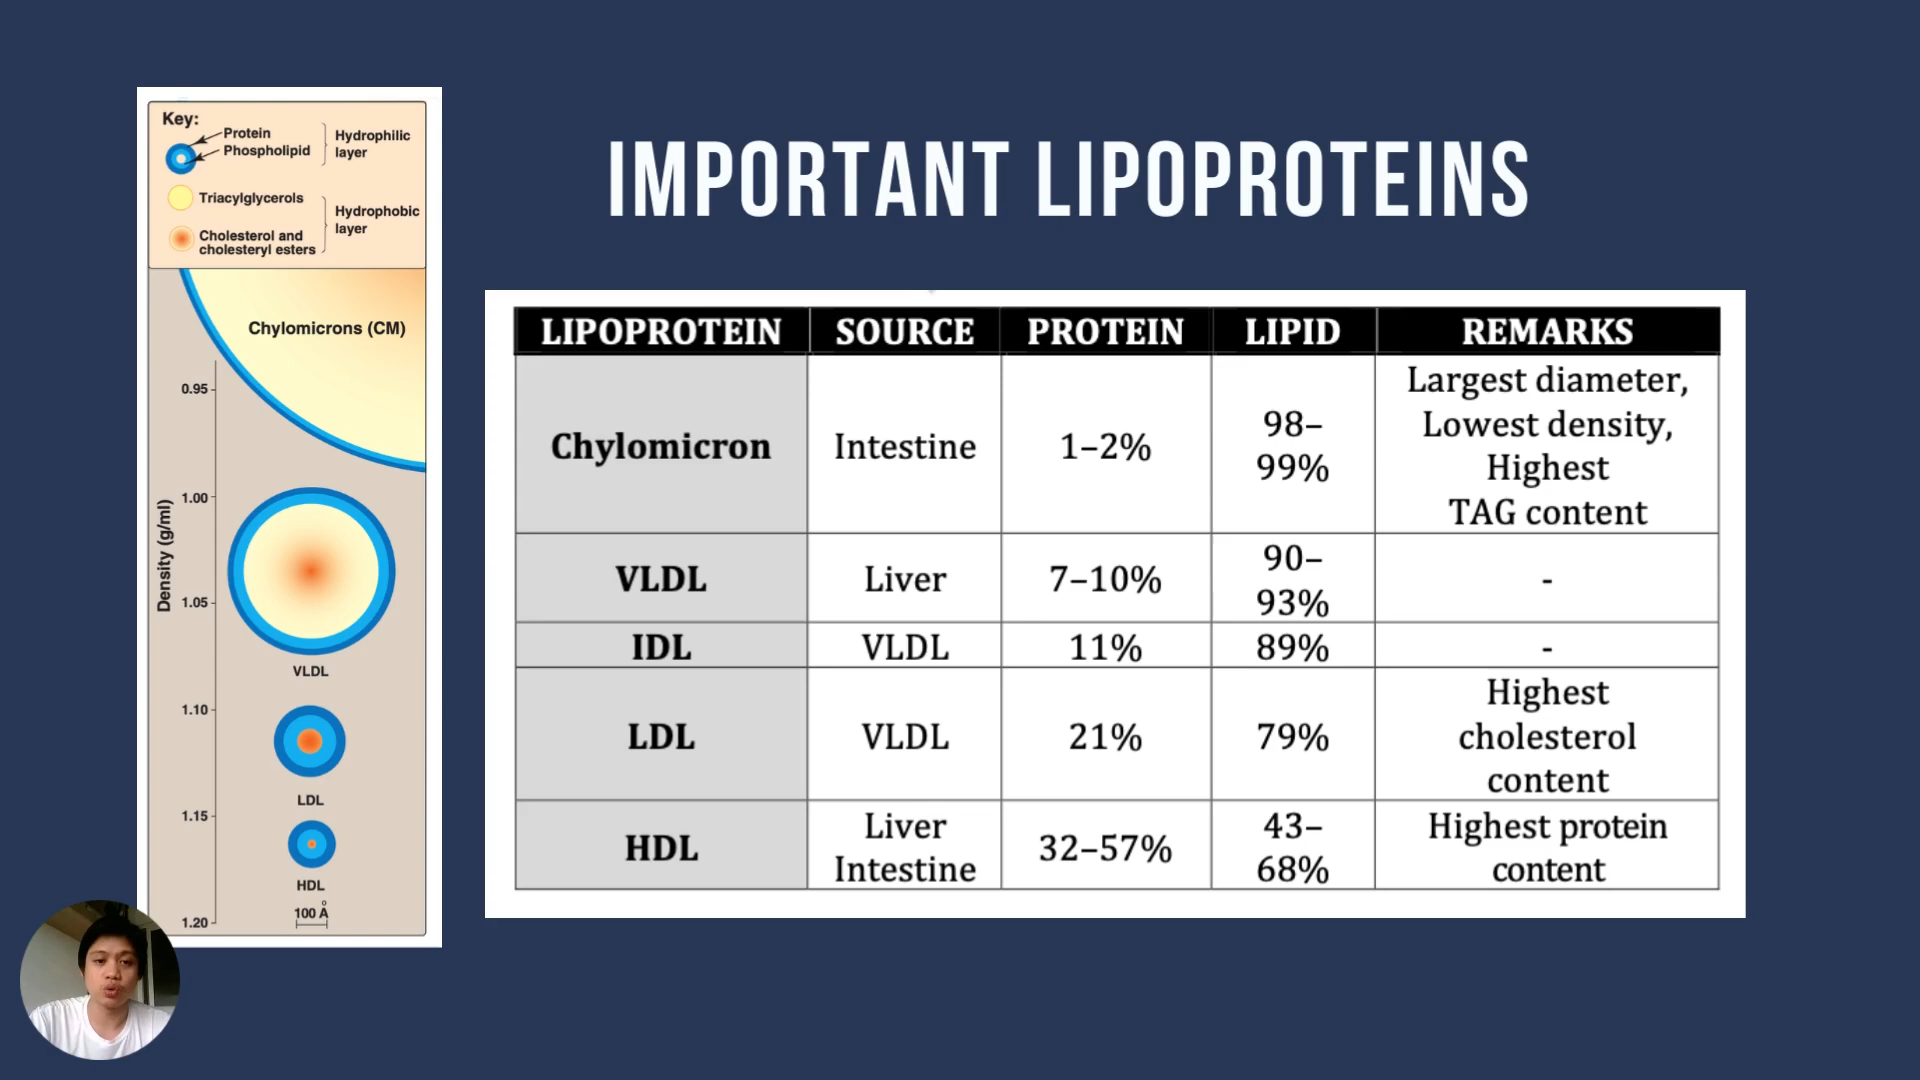 Key:
Protein
Phospholipid
Hydrophilic
layer
Triacylglycerols
Cholesterol and
cholesteryl esters
Hydrophobic
layer
Chylomicrons (CM)
Density (g/ml)
0.95
1.00
1.05
1.10
1.15
1.20
VLDL
LDL
HDL
100 Å
IMPORTANT LIPOPROTEINS
LIPOPROTEIN SOURCE PROTEIN LIPID REMARKS
Chylomicron Intestine 1–2% 98–
99% Largest diameter,
Lowest density,
Highest
TAG content
VLDL Liver 7–10% 90–
93% -
IDL VLDL 11% 89% -
LDL VLDL 21% 79% Highest
cholesterol
content
HDL Liver
Intestine 32–57% 43–
68% Highest protein
content